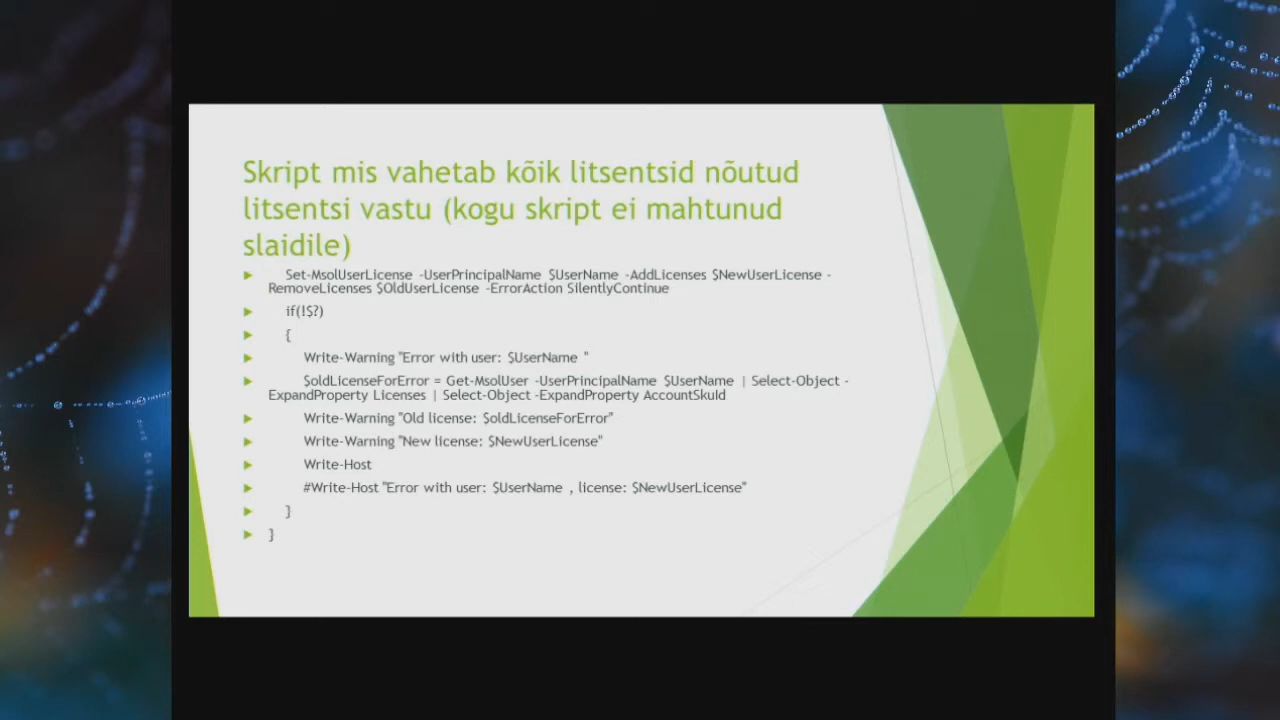 Skript mis vahetab kõik litsentsid nõutud
litsentsi vastu (kogu skript ei mahtunud
slaidile)
Set-MsolUserLicense -UserPrincipalName $UserName -AddLicenses $NewUserLicense -
RemoveLicenses $OldUserLicense -ErrorAction SilentlyContinue
if(!$?)
{
Write-Warning "Error with user: $UserName "
$oldLicenseForError = Get-MsolUser -UserPrincipalName $UserName | Select-Object -
ExpandProperty Licenses | Select-Object -ExpandProperty AccountSkuId
Write-Warning "Old license: $oldLicenseForError"
Write-Warning "New license: $NewUserLicense"
Write-Host
#Write-Host "Error with user: $UserName , license: $NewUserLicense"
}
}